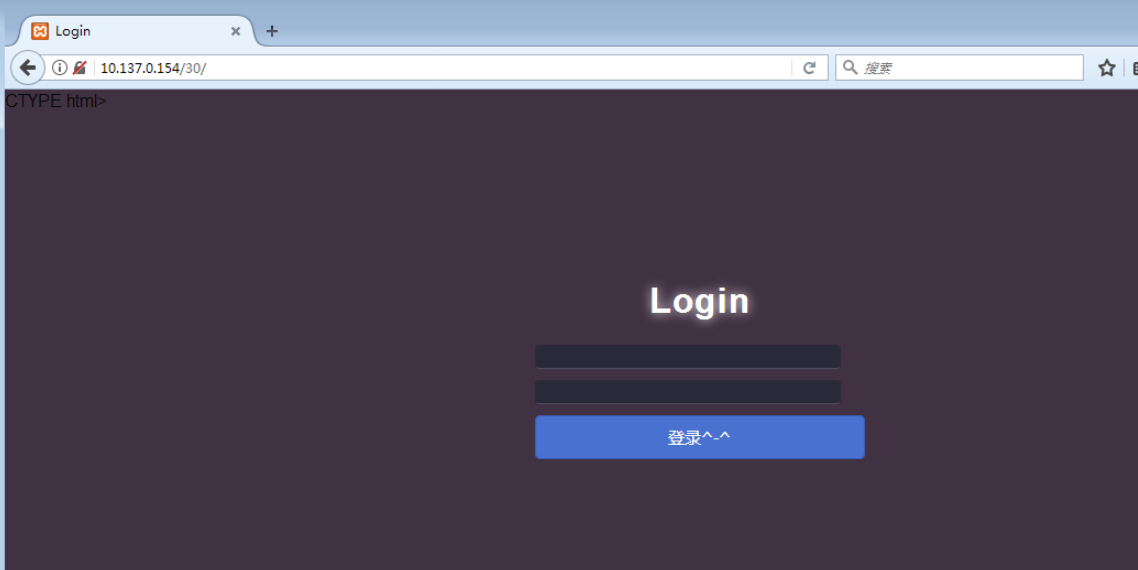 Login
10.137.0.154/30/
搜索
CTYPE html>
Login
登录^-^